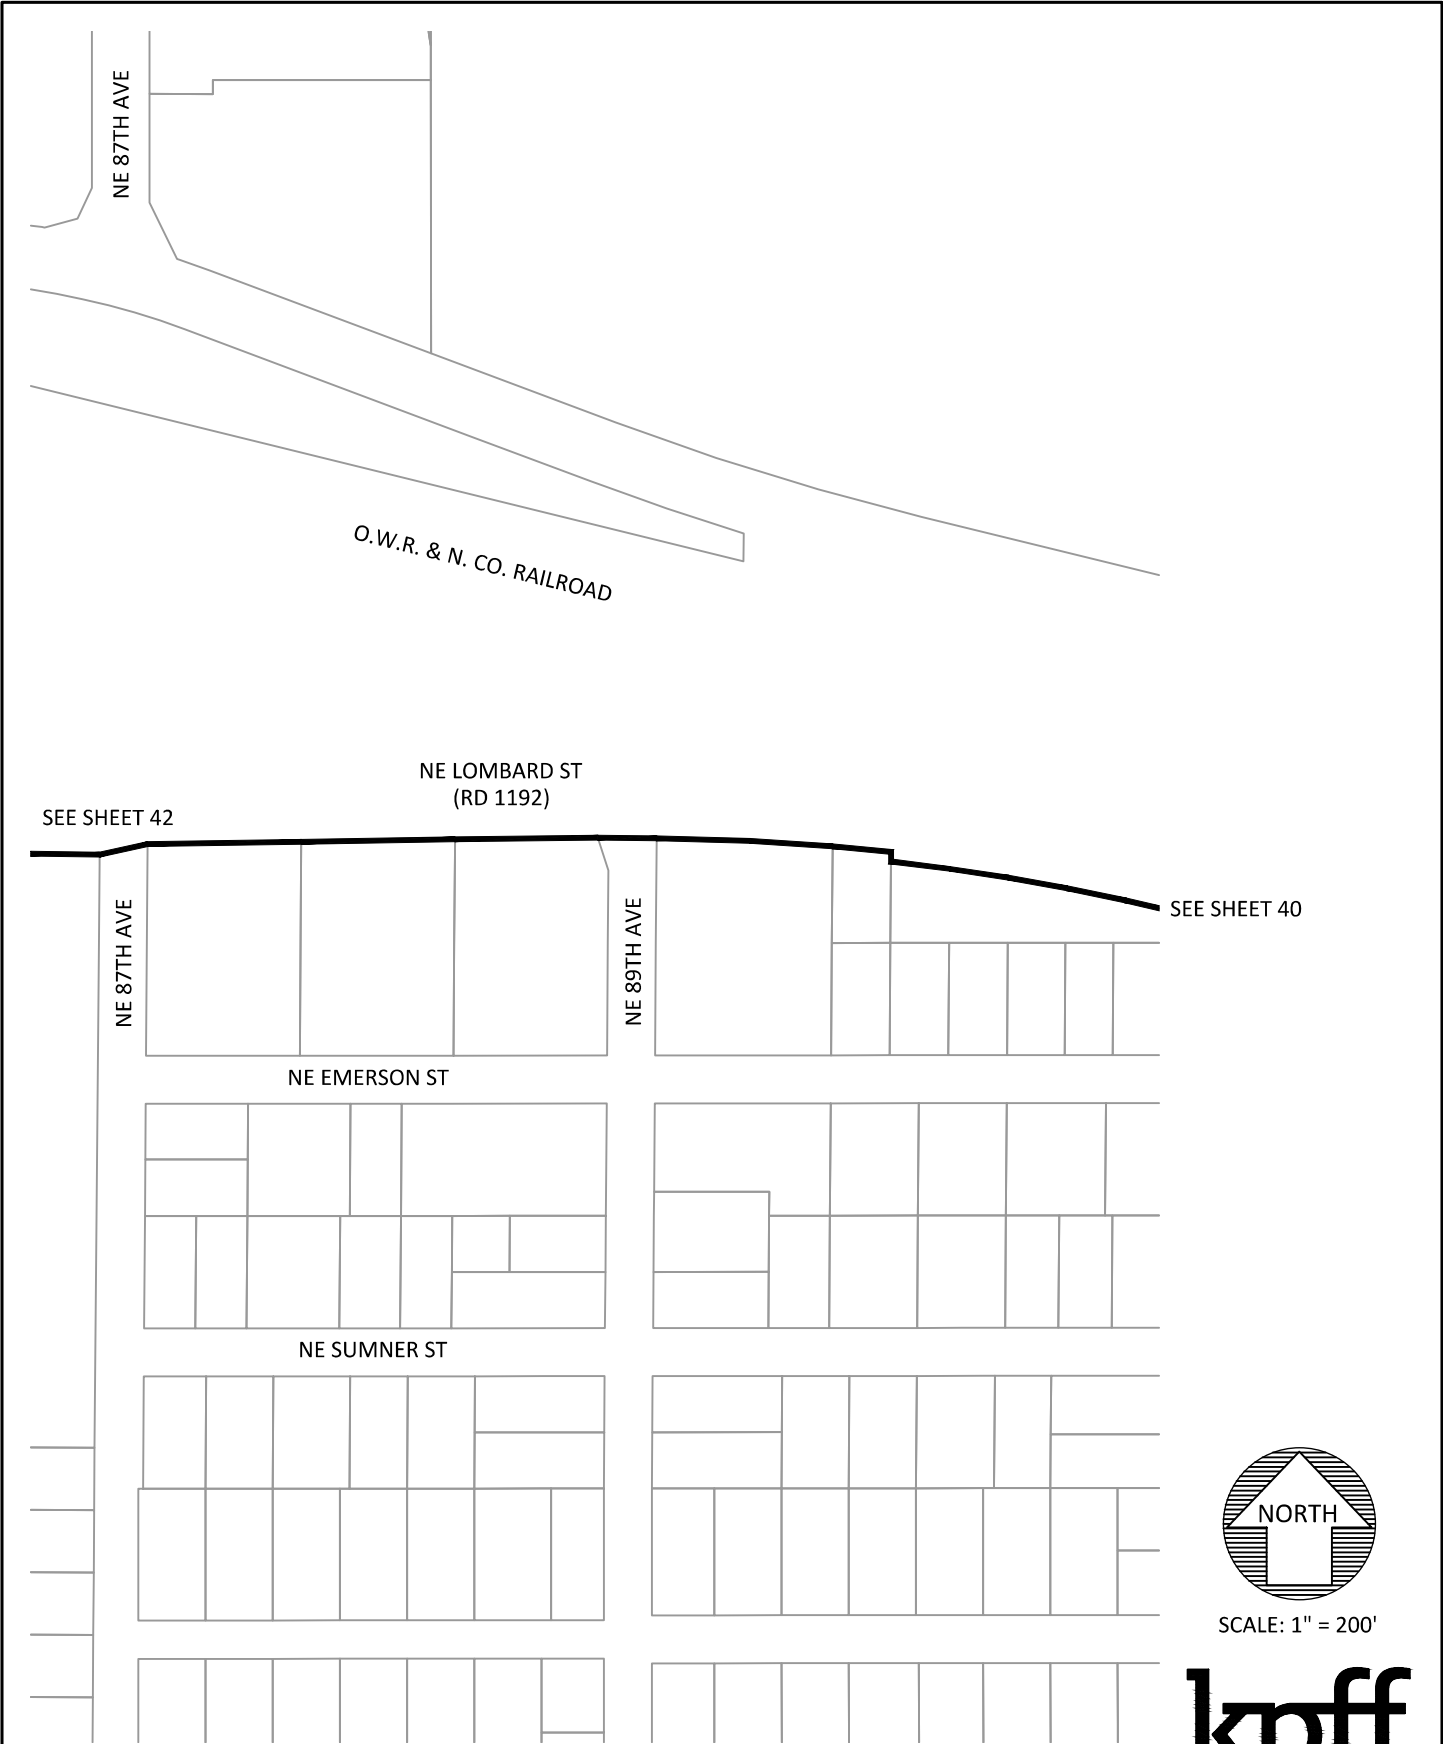 NE 87TH AVE
O.W.R. & N. CO. RAILROAD
NE LOMBARD ST
(RD 1192)
SEE SHEET 42
SEE SHEET 40
NE 87TH AVE
NE 89TH AVE
NE EMERSON ST
NE SUMNER ST
NORTH
SCALE: 1" = 200'
kpff